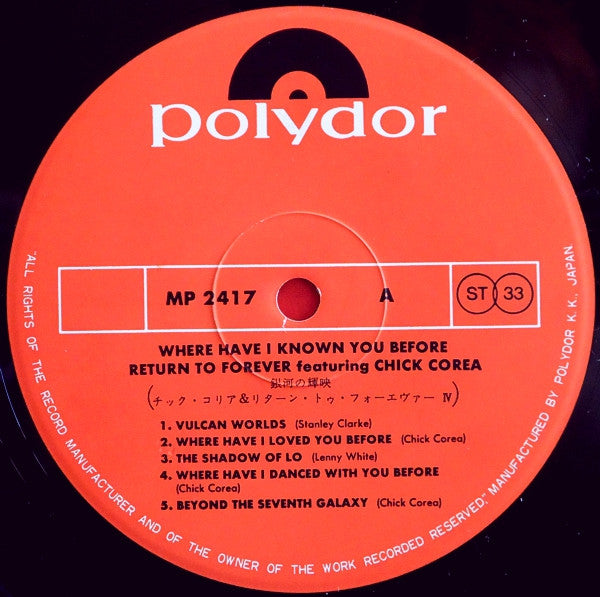 polydor
MP 2417 A ST 33
WHERE HAVE I KNOWN YOU BEFORE
RETURN TO FOREVER featuring CHICK COREA
銀河の輝映
(チック・コリア&リターン・トゥ・フォーエヴァー Ⅳ)
1. VULCAN WORLDS (Stanley Clarke)
2. WHERE HAVE I LOVED YOU BEFORE (Chick Corea)
3. THE SHADOW OF LO (Lenny White)
4. WHERE HAVE I DANCED WITH YOU BEFORE
(Chick Corea)
5. BEYOND THE SEVENTH GALAXY (Chick Corea)
"ALL RIGHTS OF THE RECORD MANUFACTURER AND OF THE OWNER OF THE WORK RECORDED RESERVED." MANUFACTURED BY POLYDOR K.K., JAPAN